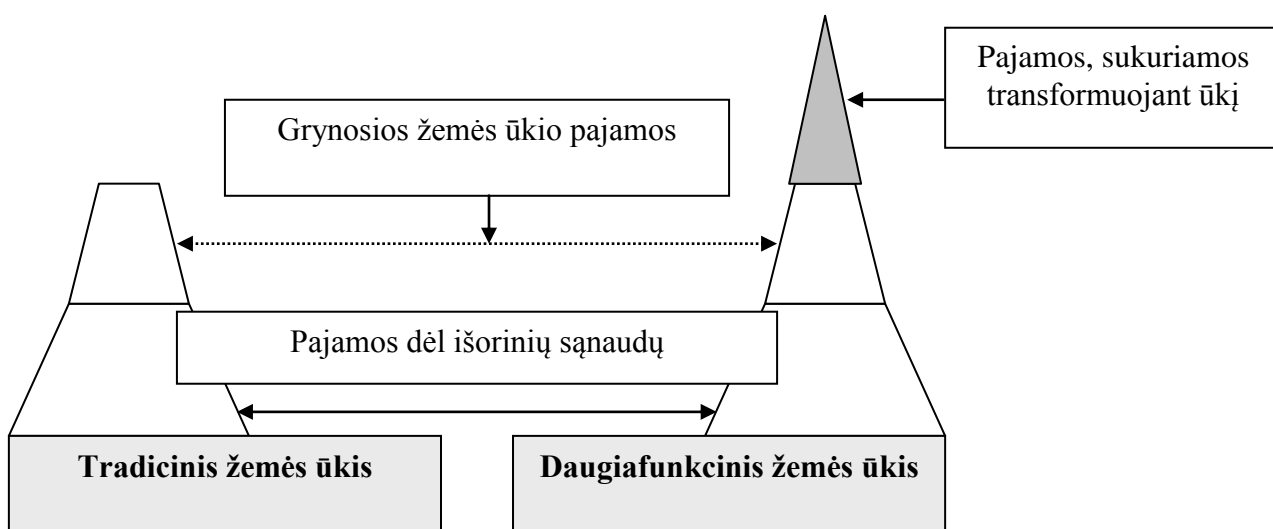 Pajamos, sukuriamos
transformuojant ūkį
Grynosios žemės ūkio pajamos
Pajamos dėl išorinių sąnaudų
Tradicinis žemės ūkis
Daugiafunkcinis žemės ūkis